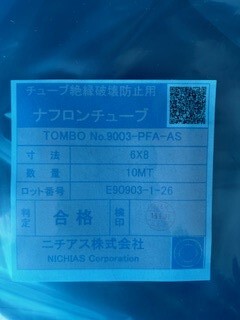 チューブ絶縁破壊防止用
ナフロンチューブ
TOMBO No.9003-PFA-AS
寸法 6X8
数量 10MT
ロット番号 E90903-1-26
判定 合格 検印
ニチアス株式会社
NICHIAS Corporation